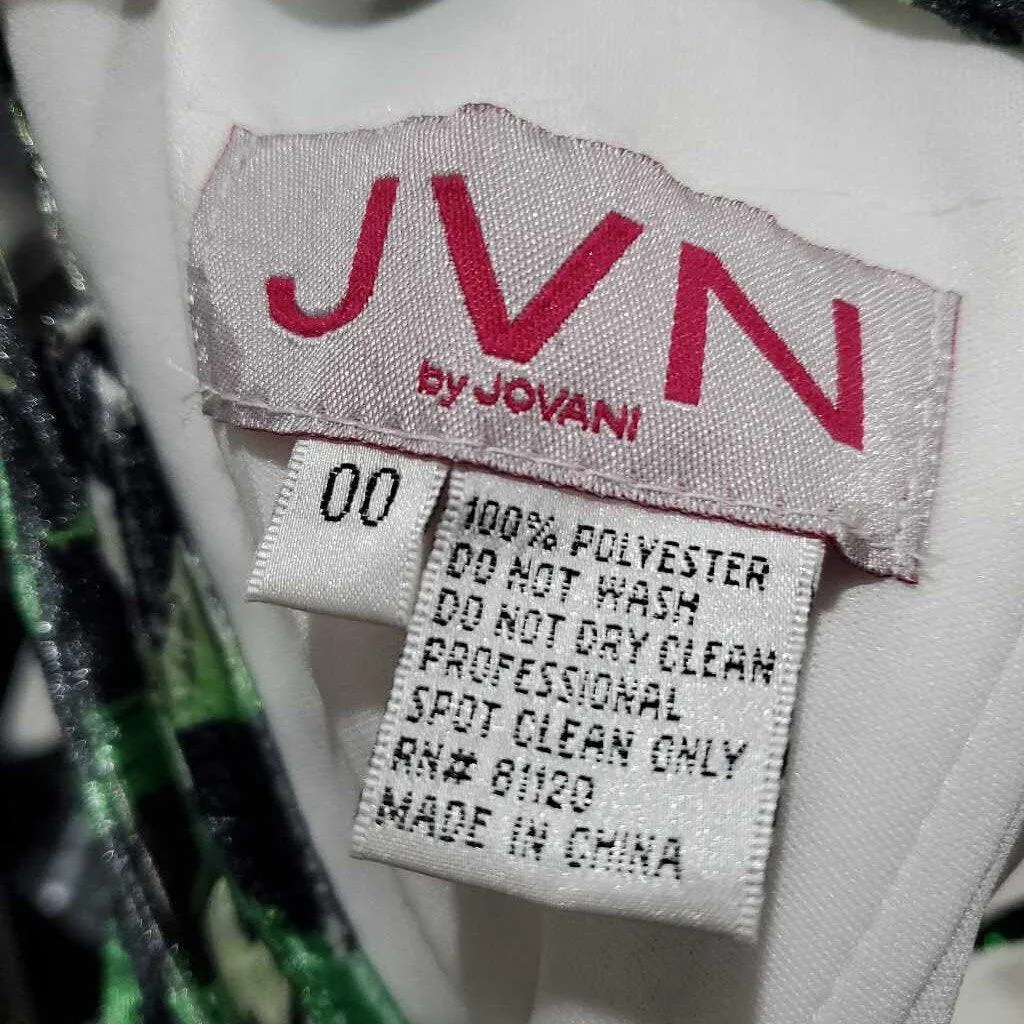 JVN
by JOVANI
00
100% POLYESTER
DO NOT WASH
DO NOT DRY CLEAN
PROFESSIONAL
SPOT CLEAN ONLY
RN# 81120
MADE IN CHINA